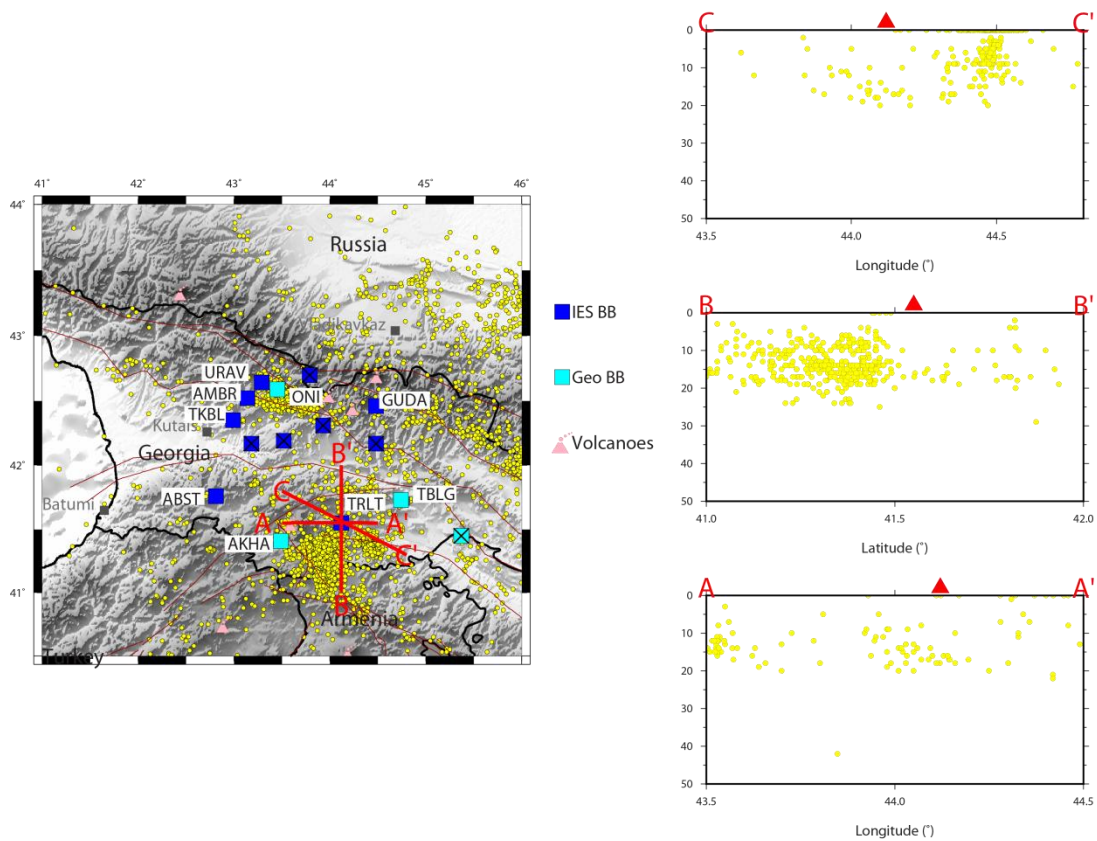 C
C'
0
10
20
30
40
50
43.5
44.0
44.5
Longitude (°)
41°
42°
43°
44°
45°
46°
44°
43°
42°
41°
Russia
Vladikavkaz
URAV
AMBR
ONI
GUDA
TKBL
Kutais
Georgia
B'
ABST
C
TRLT
TBLG
Batumi
A
A'
AKHA
C'
B
Armenia
Turkey
IES BB
Geo BB
Volcanoes
B
B'
0
10
20
30
40
50
41.0
41.5
42.0
Latitude (°)
A
A'
0
10
20
30
40
50
43.5
44.0
44.5
Longitude (°)